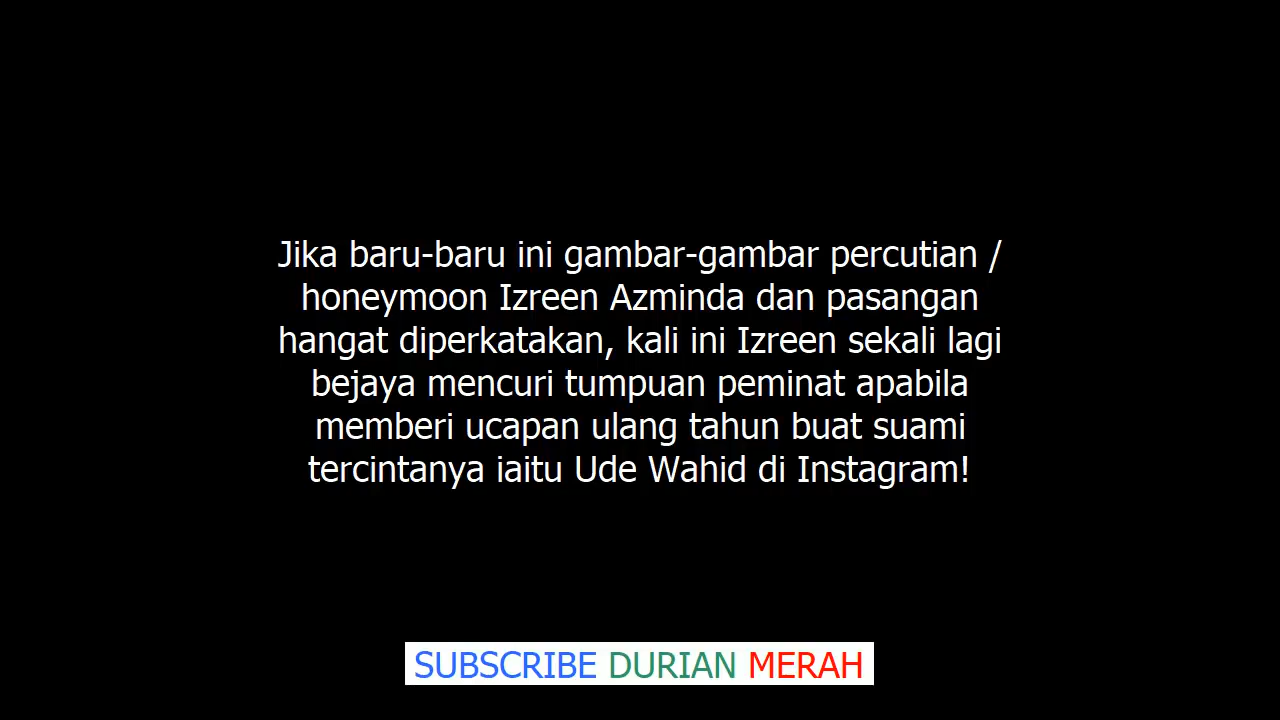 Jika baru-baru ini gambar-gambar percutian /
honeymoon Izreen Azminda dan pasangan
hangat diperkatakan, kali ini Izreen sekali lagi
bejaya mencuri tumpuan peminat apabila
memberi ucapan ulang tahun buat suami
tercintanya iaitu Ude Wahid di Instagram!
SUBSCRIBE DURIAN MERAH